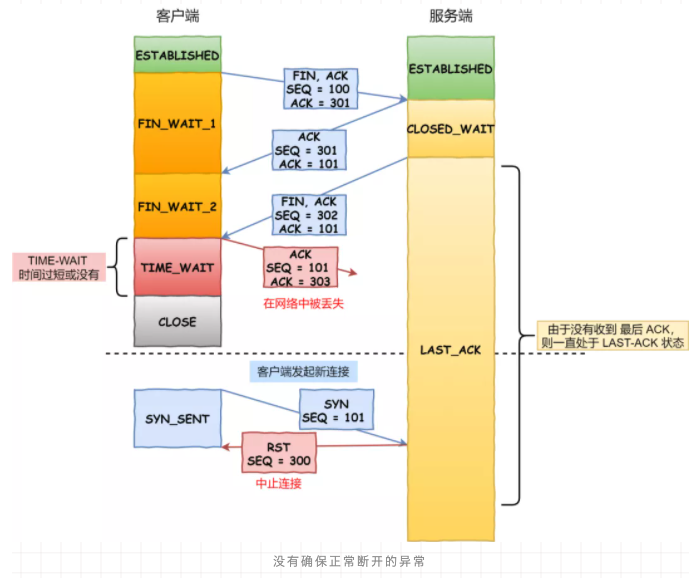 客户端
服务端
ESTABLISHED
ESTABLISHED
FIN, ACK
SEQ = 100
ACK = 301
FIN_WAIT_1
CLOSED_WAIT
ACK
SEQ = 301
ACK = 101
FIN_WAIT_2
FIN, ACK
SEQ = 302
ACK = 101
TIME-WAIT
时间过短或没有
TIME_WAIT
ACK
SEQ = 101
ACK = 303
在网络中被丢失
CLOSE
由于没有收到 最后 ACK,
则一直处于 LAST-ACK 状态
LAST_ACK
客户端发起新连接
SYN_SENT
SYN
SEQ = 101
RST
SEQ = 300
中止连接
没有确保正常断开的异常